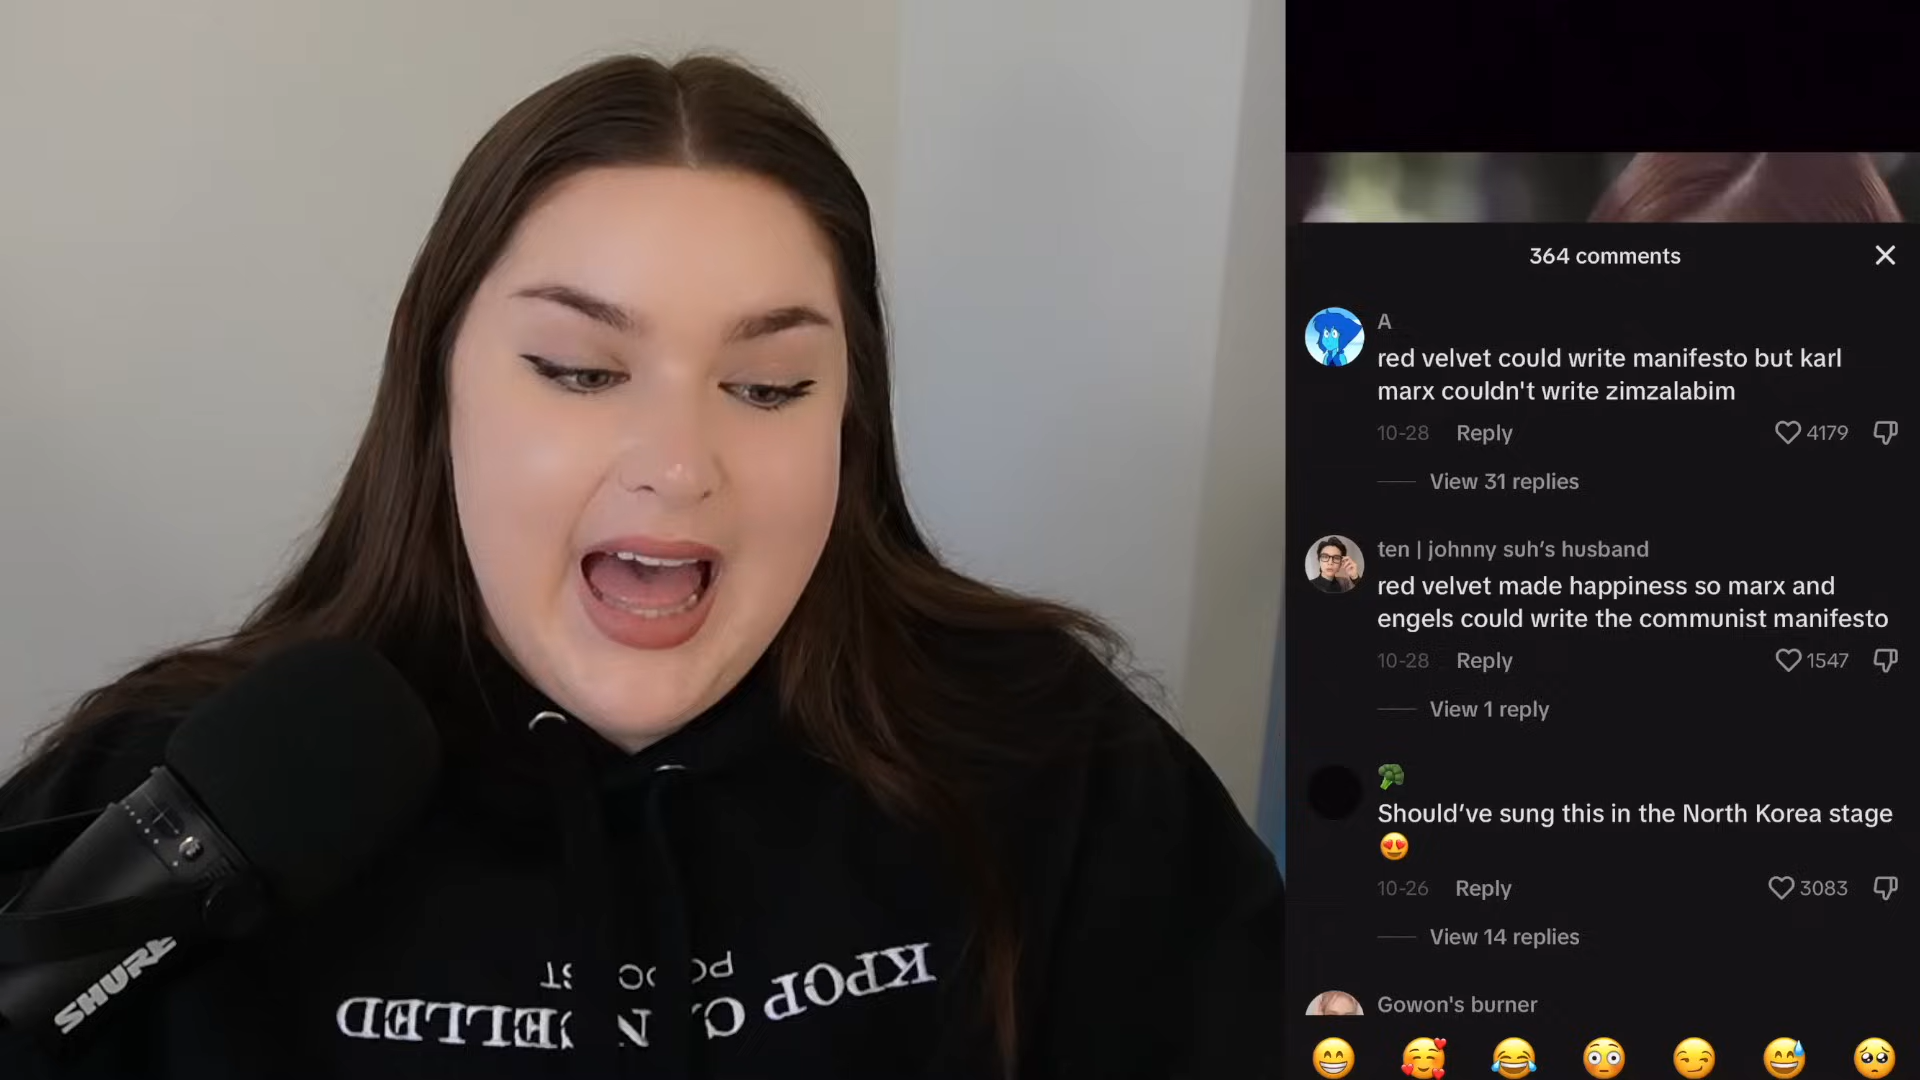 364 comments
A
red velvet could write manifesto but karl
marx couldn't write zimzalabim
10-28 Reply 4179
View 31 replies
ten | johnny suh's husband
red velvet made happiness so marx and
engels could write the communist manifesto
10-28 Reply 1547
View 1 reply
🥦
Should've sung this in the North Korea stage
😍
10-26 Reply 3083
View 14 replies
Gowon's burner
SHURE
KPOP